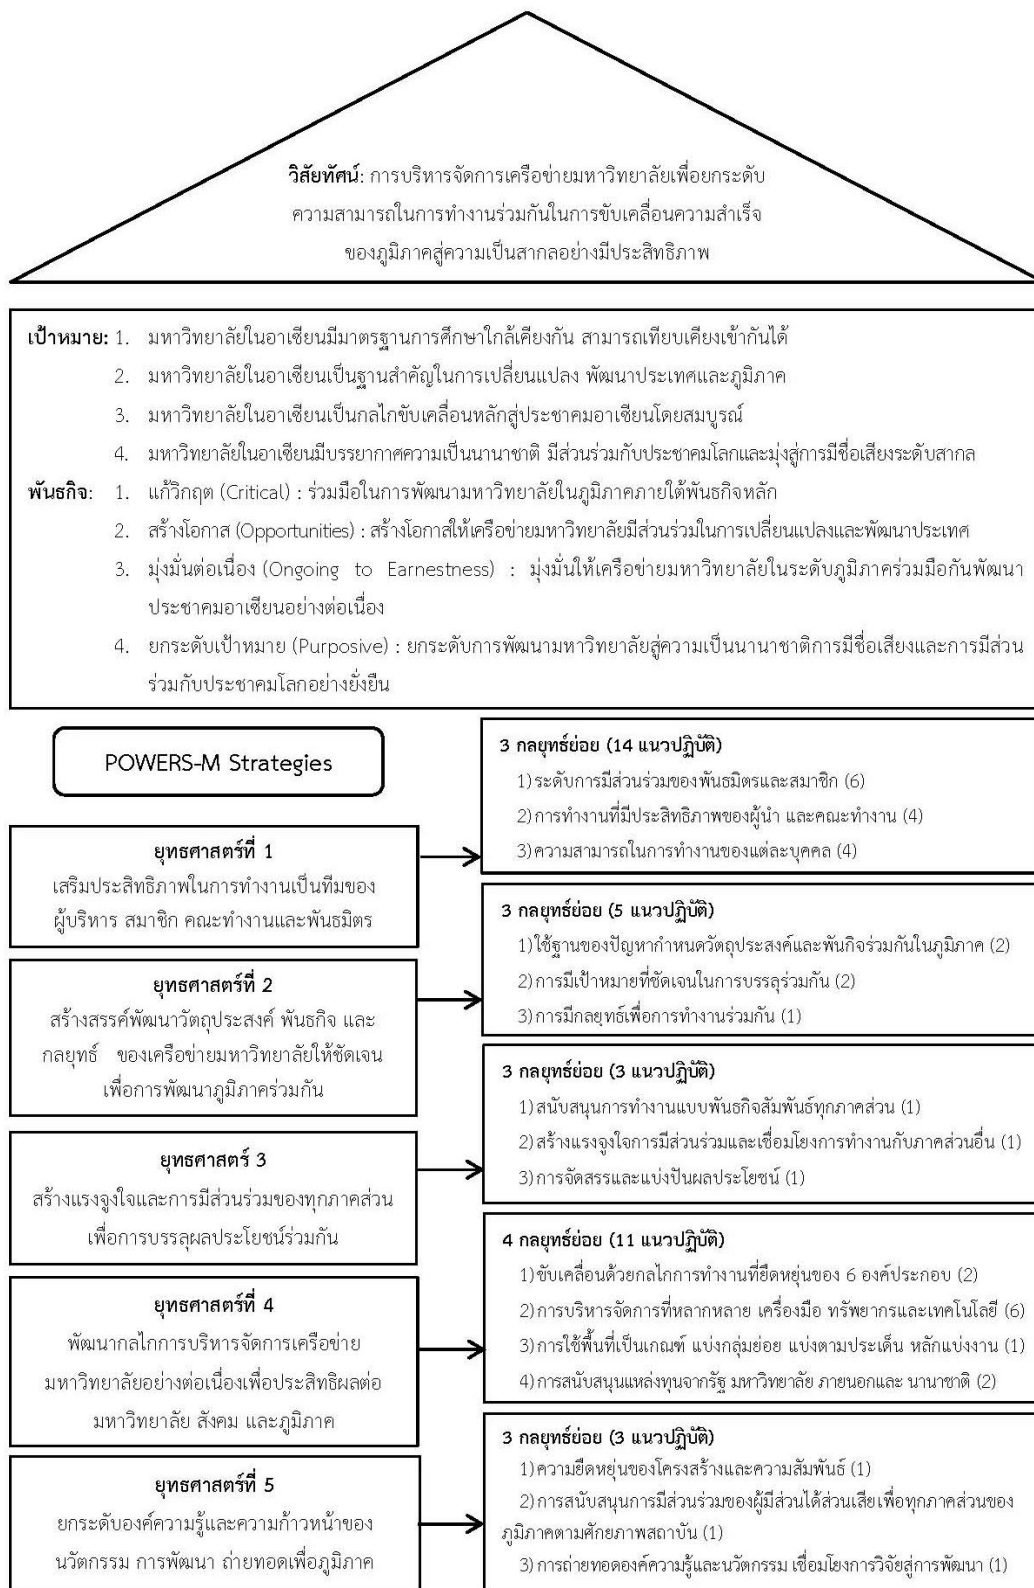 วิสัยทัศน์: การบริหารจัดการเครือข่ายมหาวิทยาลัยเพื่อยกระดับ
ความสามารถในการทำงานร่วมกันในการขับเคลื่อนความสำเร็จ
ของภูมิภาคสู่ความเป็นสากลอย่างมีประสิทธิภาพ
เป้าหมาย: 1. มหาวิทยาลัยในอาเซียนมีมาตรฐานการศึกษาใกล้เคียงกัน สามารถเทียบเคียงเข้ากันได้
2. มหาวิทยาลัยในอาเซียนเป็นฐานสำคัญในการเปลี่ยนแปลง พัฒนาประเทศและภูมิภาค
3. มหาวิทยาลัยในอาเซียนเป็นกลไกขับเคลื่อนหลักสู่ประชาคมอาเซียนโดยสมบูรณ์
4. มหาวิทยาลัยในอาเซียนมีบรรยากาศความเป็นนานาชาติ มีส่วนร่วมกับประชาคมโลกและมุ่งสู่การมีชื่อเสียงระดับสากล
พันธกิจ: 1. แก้วิกฤต (Critical) : ร่วมมือในการพัฒนามหาวิทยาลัยในภูมิภาคภายใต้พันธกิจหลัก
2. สร้างโอกาส (Opportunities) : สร้างโอกาสให้เครือข่ายมหาวิทยาลัยมีส่วนร่วมในการเปลี่ยนแปลงและพัฒนาประเทศ
3. มุ่งมั่นต่อเนื่อง (Ongoing to Earnestness) : มุ่งมั่นให้เครือข่ายมหาวิทยาลัยในระดับภูมิภาคร่วมมือกันพัฒนา
ประชาคมอาเซียนอย่างต่อเนื่อง
4. ยกระดับเป้าหมาย (Purposive) : ยกระดับการพัฒนามหาวิทยาลัยสู่ความเป็นนานาชาติการมีชื่อเสียงและการมีส่วน
ร่วมกับประชาคมโลกอย่างยั่งยืน
POWERS-M Strategies
ยุทธศาสตร์ที่ 1
เสริมประสิทธิภาพในการทำงานเป็นทีมของ
ผู้บริหาร สมาชิก คณะทำงานและพันธมิตร
3 กลยุทธ์ย่อย (14 แนวปฏิบัติ)
1)ระดับการมีส่วนร่วมของพันธมิตรและสมาชิก (6)
2)การทำงานที่มีประสิทธิภาพของผู้นำ และคณะทำงาน (4)
3)ความสามารถในการทำงานของแต่ละบุคคล (4)
ยุทธศาสตร์ที่ 2
สร้างสรรค์พัฒนาวัตถุประสงค์ พันธกิจ และ
กลยุทธ์ ของเครือข่ายมหาวิทยาลัยให้ชัดเจน
เพื่อการพัฒนาภูมิภาคร่วมกัน
3 กลยุทธ์ย่อย (5 แนวปฏิบัติ)
1)ใช้ฐานของปัญหากำหนดวัตถุประสงค์และพันกิจร่วมกันในภูมิภาค (2)
2)การมีเป้าหมายที่ชัดเจนในการบรรลุร่วมกัน (2)
3)การมีกลยุทธ์เพื่อการทำงานร่วมกัน (1)
ยุทธศาสตร์ 3
สร้างแรงจูงใจและการมีส่วนร่วมของทุกภาคส่วน
เพื่อการบรรลุผลประโยชน์ร่วมกัน
3 กลยุทธ์ย่อย (3 แนวปฏิบัติ)
1)สนับสนุนการทำงานแบบพันธกิจสัมพันธ์ทุกภาคส่วน (1)
2)สร้างแรงจูงใจการมีส่วนร่วมและเชื่อมโยงการทำงานกับภาคส่วนอื่น (1)
3)การจัดสรรและแบ่งปันผลประโยชน์ (1)
ยุทธศาสตร์ที่ 4
พัฒนากลไกการบริหารจัดการเครือข่าย
มหาวิทยาลัยอย่างต่อเนื่องเพื่อประสิทธิผลต่อ
มหาวิทยาลัย สังคม และภูมิภาค
4 กลยุทธ์ย่อย (11 แนวปฏิบัติ)
1)ขับเคลื่อนด้วยกลไกการทำงานที่ยืดหยุ่นของ 6 องค์ประกอบ (2)
2)การบริหารจัดการที่หลากหลาย เครื่องมือ ทรัพยากรและเทคโนโลยี (6)
3)การใช้พื้นที่เป็นเกณฑ์ แบ่งกลุ่มย่อย แบ่งตามประเด็น หลักแบ่งงาน (1)
4)การสนับสนุนแหล่งทุนจากรัฐ มหาวิทยาลัย ภายนอกและ นานาชาติ (2)
ยุทธศาสตร์ที่ 5
ยกระดับองค์ความรู้และความก้าวหน้าของ
นวัตกรรม การพัฒนา ถ่ายทอดเพื่อภูมิภาค
3 กลยุทธ์ย่อย (3 แนวปฏิบัติ)
1)ความยืดหยุ่นของโครงสร้างและความสัมพันธ์ (1)
2)การสนับสนุนการมีส่วนร่วมของผู้มีส่วนได้ส่วนเสียเพื่อทุกภาคส่วนของ
ภูมิภาคตามศักยภาพสถาบัน (1)
3)การถ่ายทอดองค์ความรู้และนวัตกรรม เชื่อมโยงการวิจัยสู่การพัฒนา (1)